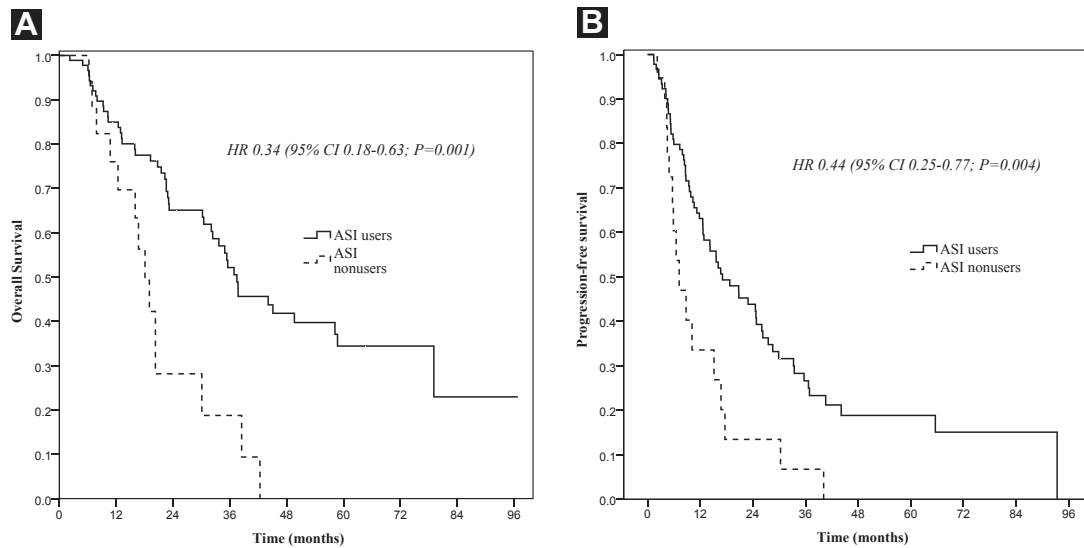 A
1.0
0.9
0.8
0.7
0.6
0.5
0.4
0.3
0.2
0.1
0.0
Overall Survival
HR 0.34 (95% CI 0.18-0.63; P=0.001)
ASI users
ASI
nonusers
0 12 24 36 48 60 72 84 96
Time (months)
B
1.0
0.9
0.8
0.7
0.6
0.5
0.4
0.3
0.2
0.1
0.0
Progression-free survival
HR 0.44 (95% CI 0.25-0.77; P=0.004)
ASI users
ASI nonusers
0 12 24 36 48 60 72 84 96
Time (months)